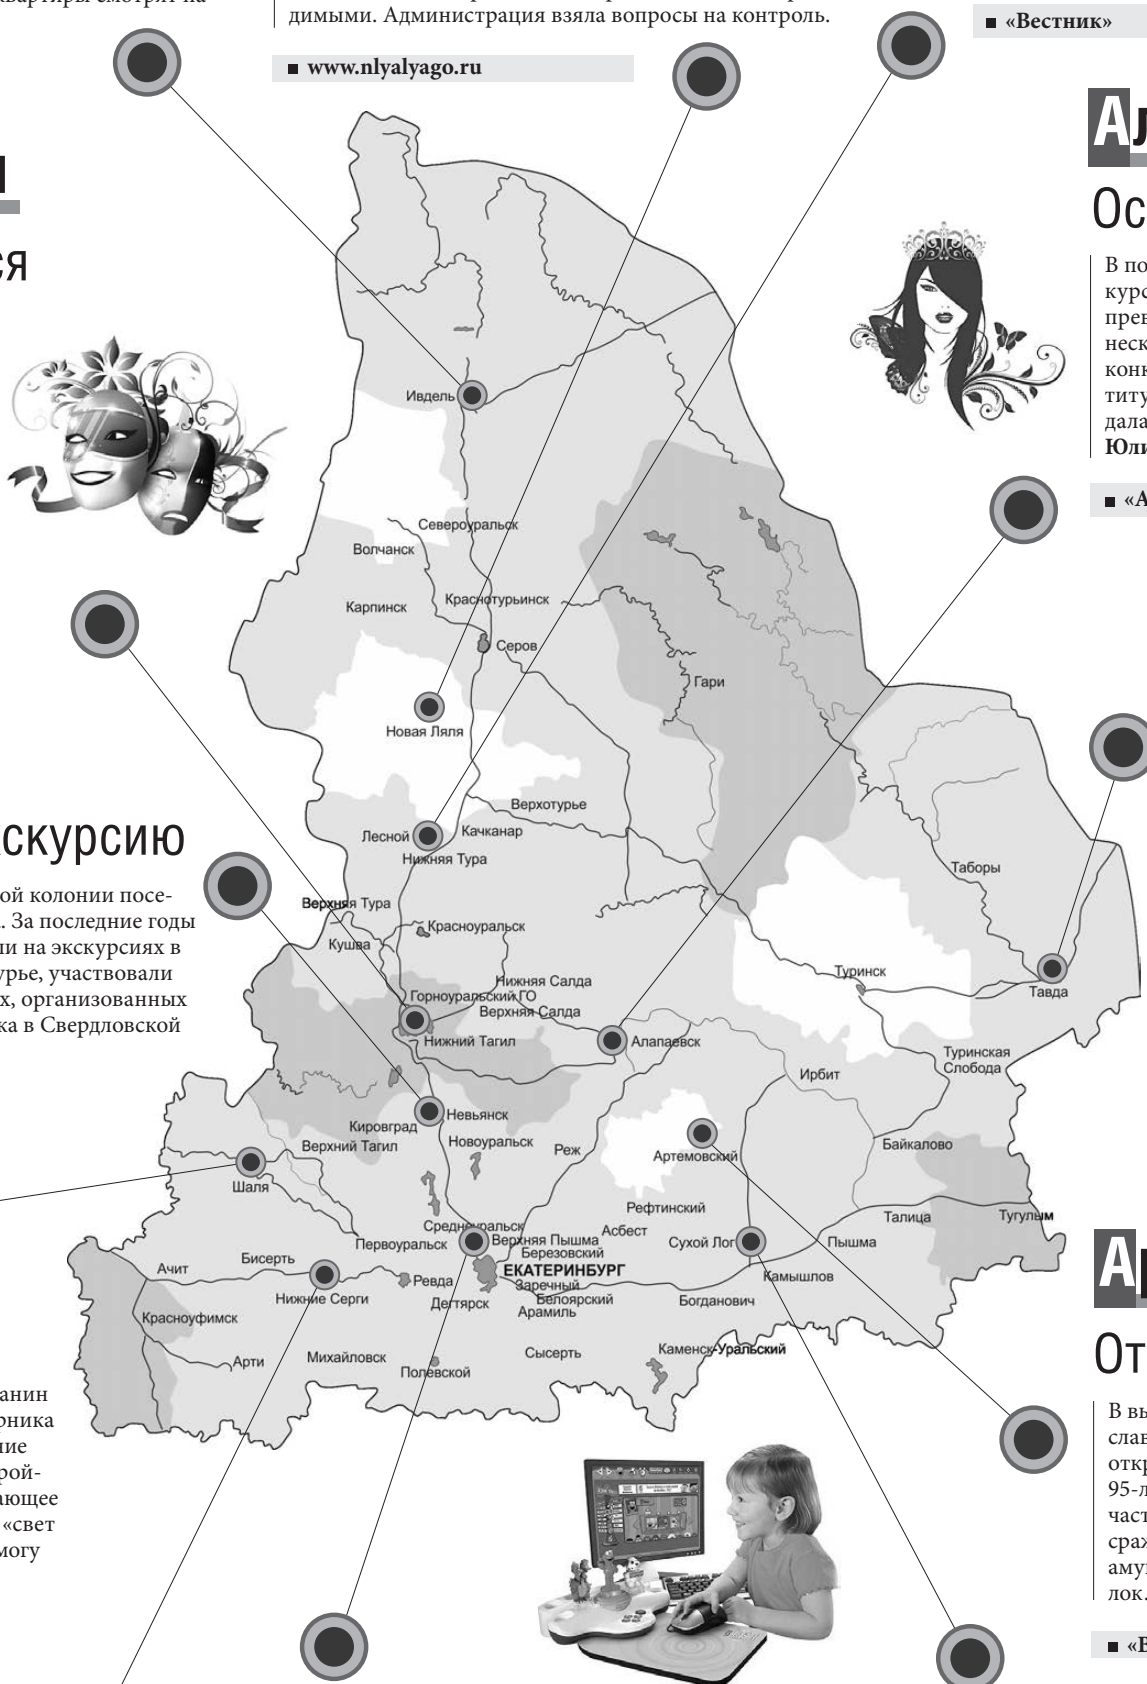 квартиры смотрят на
димыми. Администрация взяла вопросы на контроль.
■ www.nlyalyago.ru
■ «Вестник»
ся
Ос
В по
курс
прев
неск
конк
титу
дала
Юли
■ «А
Ивдель
Североуральск
Волчанск
Краснотурьинск
Карпинск
Серов
Гари
Новая Ляля
Верхотурье
Лесной
Качканар
Нижняя Тура
Таборы
Верхняя Тура
Красноуральск
Кушва
Туринск
Нижняя Салда
Тавда
Горноуральский ГО
Верхняя Салда
Нижний Тагил
Алапаевск
Туринская
Слобода
Ирбит
Невьянск
Кировград
Новоуральск
Верхний Тагил
Реж
Артемовский
Байкалово
Шаля
Рефтинский
Талица
Тугулым
Среднеуральск
Асбест
Верхняя Пышма
Сухой Лог
Пышма
Первоуральск
Березовский
Бисерть
Ачит
ЕКАТЕРИНБУРГ
Камышлов
Ревда
Заречный
Нижние Серги
Белоярский
Богданович
Дегтярск
Арамиль
Красноуфимск
Каменск-Уральский
Сысерть
Михайловск
Арти
Полевской
кскурсию
ой колонии посе-
. За последние годы
ли на экскурсиях в
урье, участвовали
х, организованных
ка в Свердловской
анин
рника
ние
рой-
ающее
«свет
могу
От
В вы
слав
откр
95-л
част
сраж
аму
лок.
■ «В